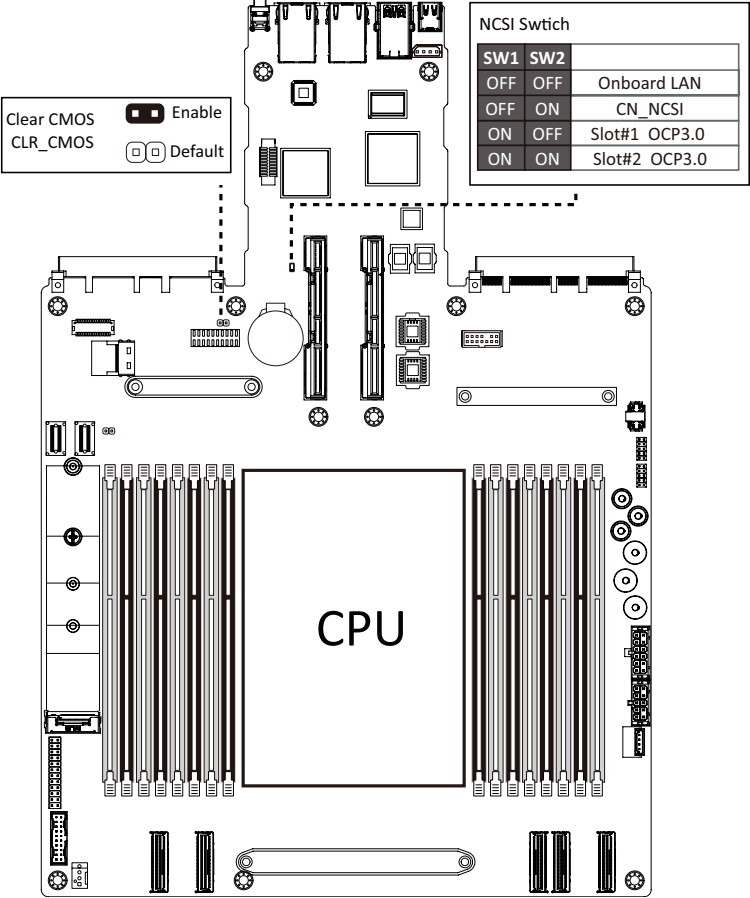 NCSI Swtich
SW1 SW2
OFF OFF Onboard LAN
OFF ON CN_NCSI
ON OFF Slot#1 OCP3.0
ON ON Slot#2 OCP3.0
Clear CMOS
CLR_CMOS
Enable
Default
CPU